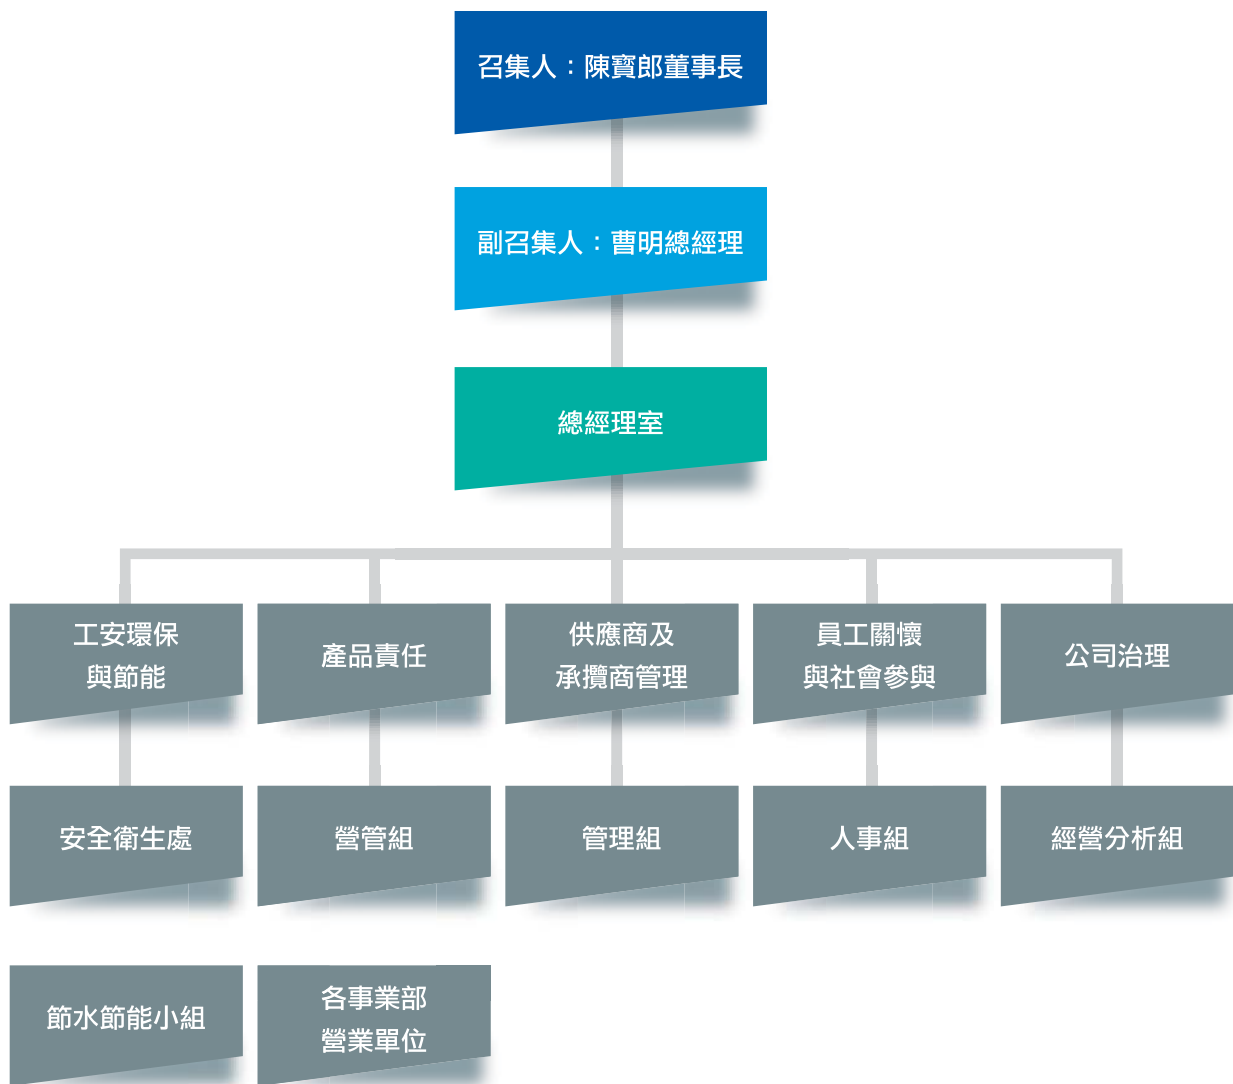 召集人：陳寶郎董事長
副召集人：曹明總經理
總經理室
工安環保
與節能
產品責任
供應商及
承攬商管理
員工關懷
與社會參與
公司治理
安全衛生處
營管組
管理組
人事組
經營分析組
節水節能小組
各事業部
營業單位